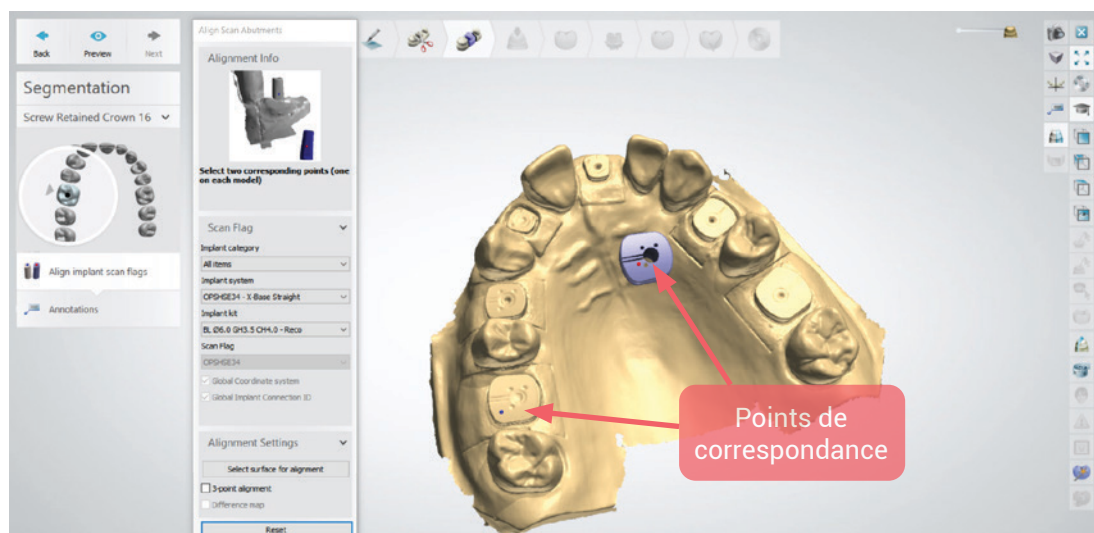 Back
Preview
Next
Segmentation
Screw Retained Crown 16
Align implant scan flags
Annotations
Align Scan Abutments
Alignment Info
Select two corresponding points (one
on each model)
Scan Flag
Implant category
All items
Implant system
OPSHSE34 - X-Base Straight
Implant kit
BL Ø6.0 GH3.5 CH4.0 - Reco
Scan Flag
OPSHSE34
Global Coordinate system
Global Implant Connection ID
Alignment Settings
Select surface for alignment
3-point alignment
Difference map
Reset
Points de
correspondance